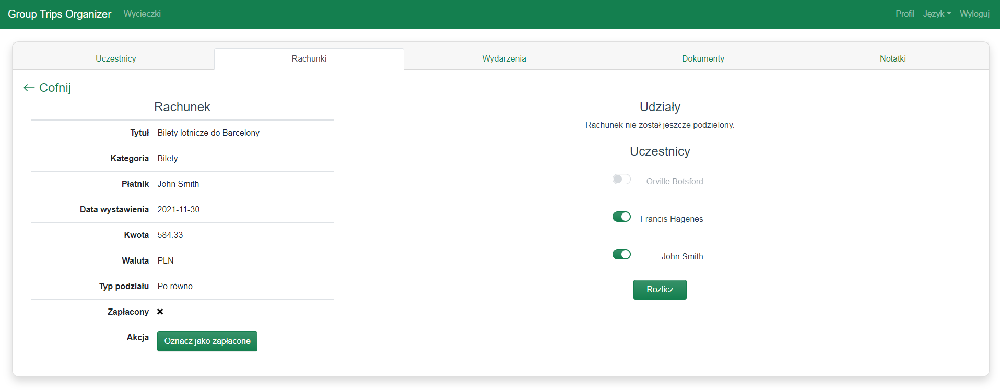 Group Trips Organizer Wycieczki Profil Język Wyloguj
Uczestnicy Rachunki Wydarzenia Dokumenty Notatki
Cofnij
Rachunek
Tytuł Bilety lotnicze do Barcelony
Kategoria Bilety
Płatnik John Smith
Data wystawienia 2021-11-30
Kwota 584.33
Waluta PLN
Typ podziału Po równo
Zapłacony
Akcja Oznacz jako zapłacone
Udziały
Rachunek nie został jeszcze podzielony.
Uczestnicy
Orville Botsford
Francis Hagenes
John Smith
Rozlicz